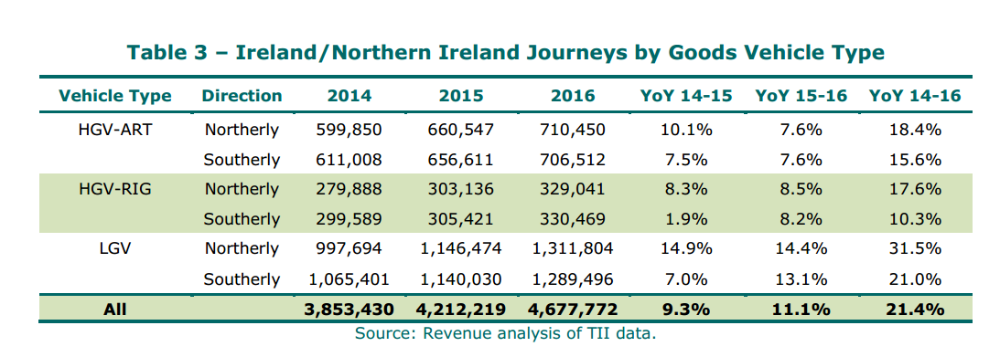 Table 3 – Ireland/Northern Ireland Journeys by Goods Vehicle Type
Vehicle Type Direction 2014 2015 2016 YoY 14-15 YoY 15-16 YoY 14-16
HGV-ART Northerly 599,850 660,547 710,450 10.1% 7.6% 18.4%
Southerly 611,008 656,611 706,512 7.5% 7.6% 15.6%
HGV-RIG Northerly 279,888 303,136 329,041 8.3% 8.5% 17.6%
Southerly 299,589 305,421 330,469 1.9% 8.2% 10.3%
LGV Northerly 997,694 1,146,474 1,311,804 14.9% 14.4% 31.5%
Southerly 1,065,401 1,140,030 1,289,496 7.0% 13.1% 21.0%
All 3,853,430 4,212,219 4,677,772 9.3% 11.1% 21.4%
Source: Revenue analysis of TII data.